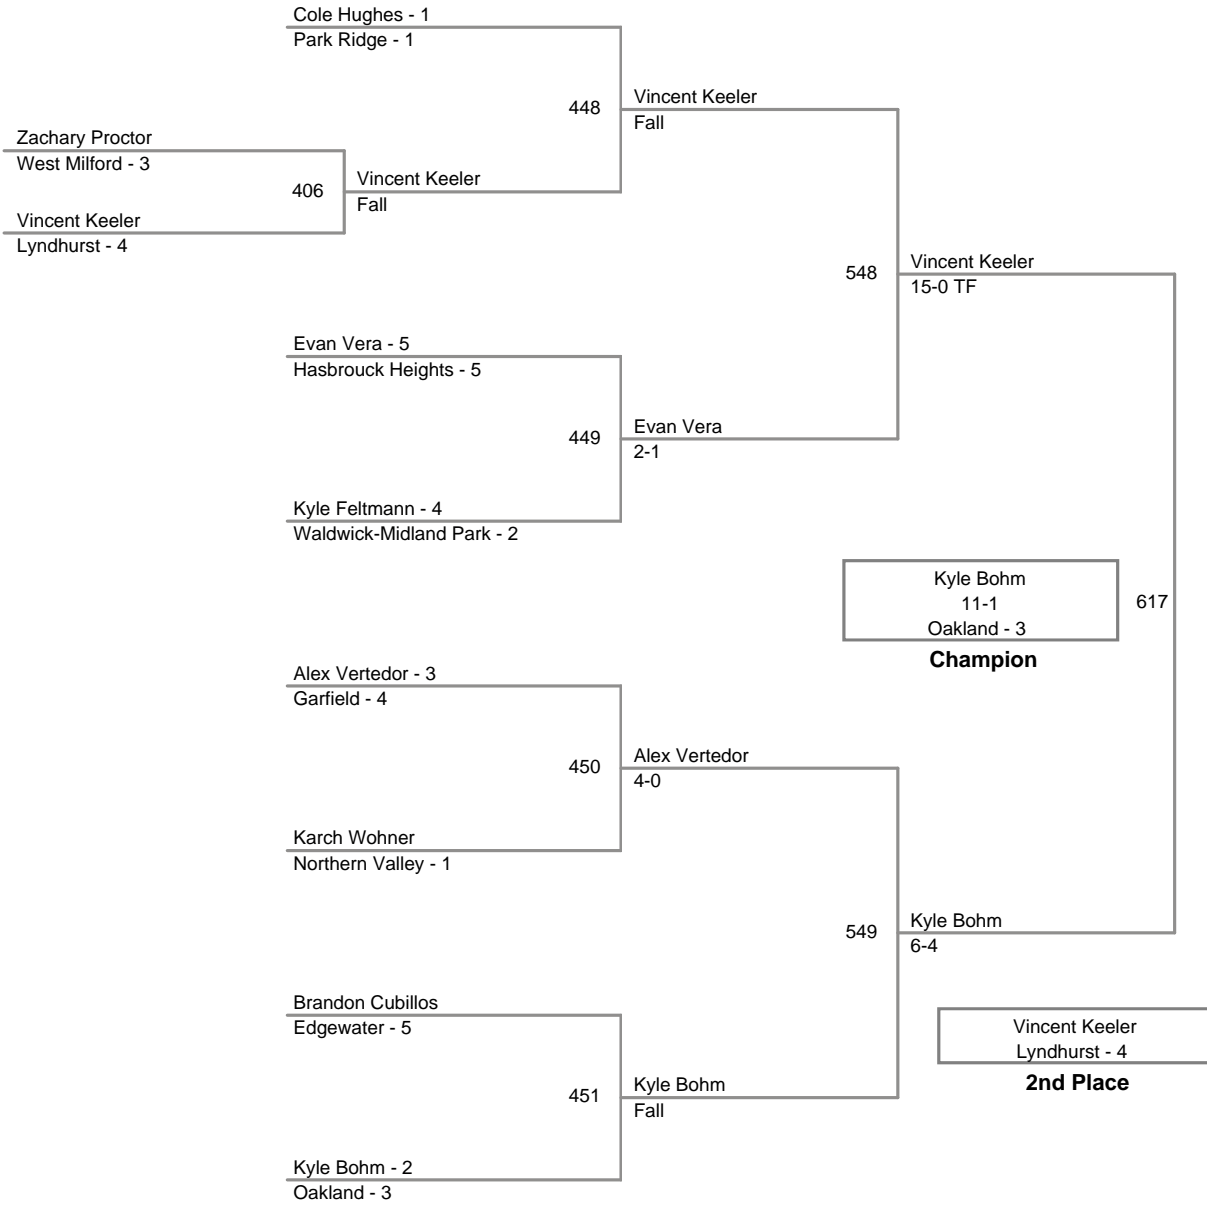 Cole Hughes - 1
Park Ridge - 1
448
Vincent Keeler
Fall
Zachary Proctor
West Milford - 3
406
Vincent Keeler
Fall
Vincent Keeler
Lyndhurst - 4
548
Vincent Keeler
15-0 TF
Evan Vera - 5
Hasbrouck Heights - 5
449
Evan Vera
2-1
Kyle Feltmann - 4
Waldwick-Midland Park - 2
Kyle Bohm
11-1
Oakland - 3
Champion
617
Alex Vertedor - 3
Garfield - 4
450
Alex Vertedor
4-0
Karch Wohner
Northern Valley - 1
549
Kyle Bohm
6-4
Brandon Cubillos
Edgewater - 5
Vincent Keeler
Lyndhurst - 4
2nd Place
451
Kyle Bohm
Fall
Kyle Bohm - 2
Oakland - 3